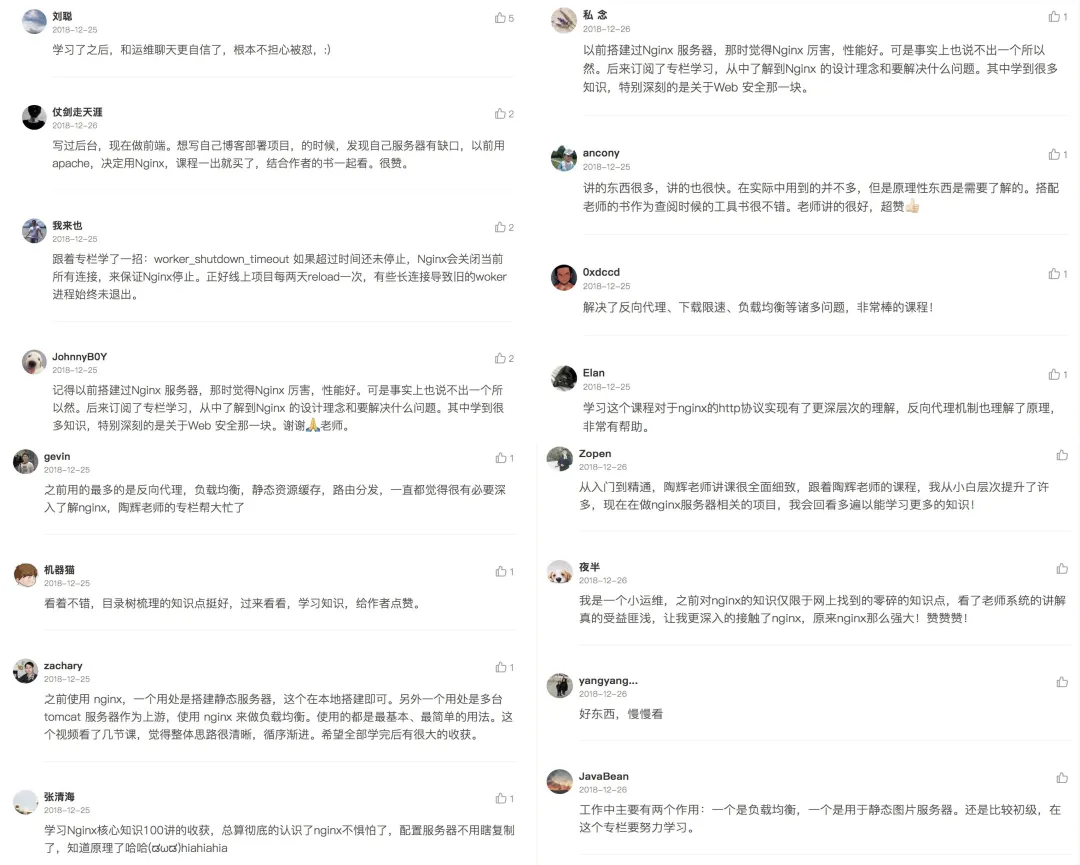 刘聪
5
2018-12-25
学习了之后，和运维聊天更自信了，根本不担心被怼，:)
仗剑走天涯
2
2018-12-26
写过后台，现在做前端。想写自己博客部署项目，的时候，发现自己服务器有缺口，以前用
apache，决定用Nginx，课程一出就买了，结合作者的书一起看。很赞。
我来也
2
2018-12-25
跟着专栏学了一招：worker_shutdown_timeout 如果超过时间还未停止，Nginx会关闭当前
所有连接，来保证Nginx停止。正好线上项目每两天reload一次，有些长连接导致旧的woker
进程始终未退出。
JohnnyB0Y
2
2018-12-25
记得以前搭建过Nginx 服务器，那时觉得Nginx 厉害，性能好。可是事实上也说不出一个所
以然。后来订阅了专栏学习，从中了解到Nginx 的设计理念和要解决什么问题。其中学到很
多知识，特别深刻的是关于Web 安全那一块。谢谢🙏老师。
gevin
1
2018-12-25
之前用的最多的是反向代理，负载均衡，静态资源缓存，路由分发，一直都觉得很有必要深
入了解nginx，陶辉老师的专栏帮大忙了
机器猫
1
2018-12-25
看着不错，目录树梳理的知识点挺好，过来看看，学习知识，给作者点赞。
zachary
1
2018-12-25
之前使用 nginx，一个用处是搭建静态服务器，这个在本地搭建即可。另外一个用处是多台
tomcat 服务器作为上游，使用 nginx 来做负载均衡。使用的都是最基本、最简单的用法。这
个视频看了几节课，觉得整体思路很清晰，循序渐进。希望全部学完后有很大的收获。
张清海
1
2018-12-25
学习Nginx核心知识100讲的收获，总算彻底的认识了nginx不惧怕了，配置服务器不用瞎复制
了，知道原理了哈哈(ಡωಡ)hiahiahia
私 念
1
2018-12-26
以前搭建过Nginx 服务器，那时觉得Nginx 厉害，性能好。可是事实上也说不出一个所以
然。后来订阅了专栏学习，从中了解到Nginx 的设计理念和要解决什么问题。其中学到很多
知识，特别深刻的是关于Web 安全那一块。
ancony
1
2018-12-25
讲的东西很多，讲的也很快。在实际中用到的并不多，但是原理性东西是需要了解的。搭配
老师的书作为查阅时候的工具书很不错。老师讲的很好，超赞👍🏻
0xdccd
1
2018-12-25
解决了反向代理、下载限速、负载均衡等诸多问题，非常棒的课程！
Elan
1
2018-12-25
学习这个课程对于nginx的http协议实现有了更深层次的理解，反向代理机制也理解了原理，
非常有帮助。
Zopen
2018-12-26
从入门到精通，陶辉老师讲课很全面细致，跟着陶辉老师的课程，我从小白层次提升了许
多，现在在做nginx服务器相关的项目，我会回看多遍以能学习更多的知识！
夜半
2018-12-26
我是一个小运维，之前对nginx的知识仅限于网上找到的零碎的知识点，看了老师系统的讲解
真的受益匪浅，让我更深入的接触了nginx，原来nginx那么强大！赞赞赞！
yangyang...
2018-12-26
好东西，慢慢看
JavaBean
2018-12-26
工作中主要有两个作用：一个是负载均衡，一个是用于静态图片服务器。还是比较初级，在
这个专栏要努力学习。